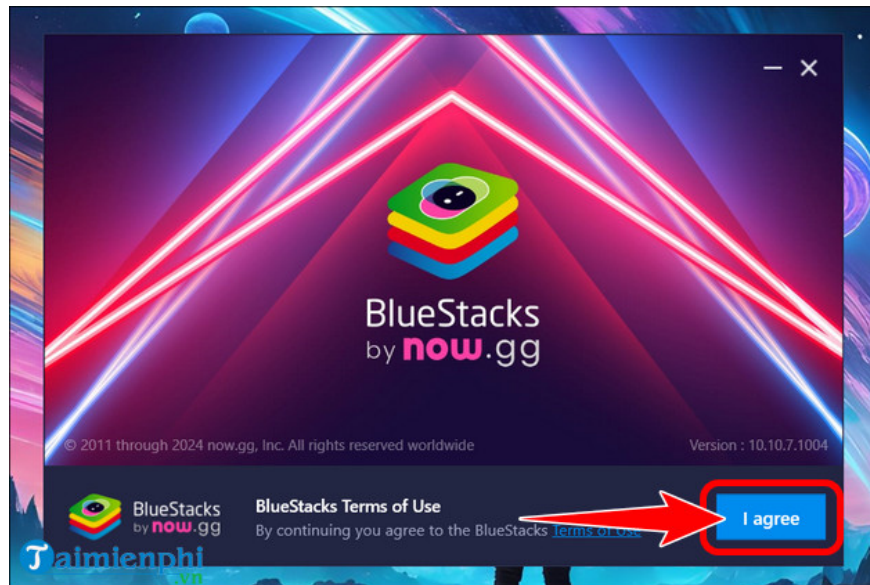 BlueStacks
by now.gg
© 2011 through 2024 now.gg, Inc. All rights reserved worldwide
Version : 10.10.7.1004
BlueStacks
by now.gg
BlueStacks Terms of Use
By continuing you agree to the BlueStacks Terms of Use
I agree
Taimienphi
.vn